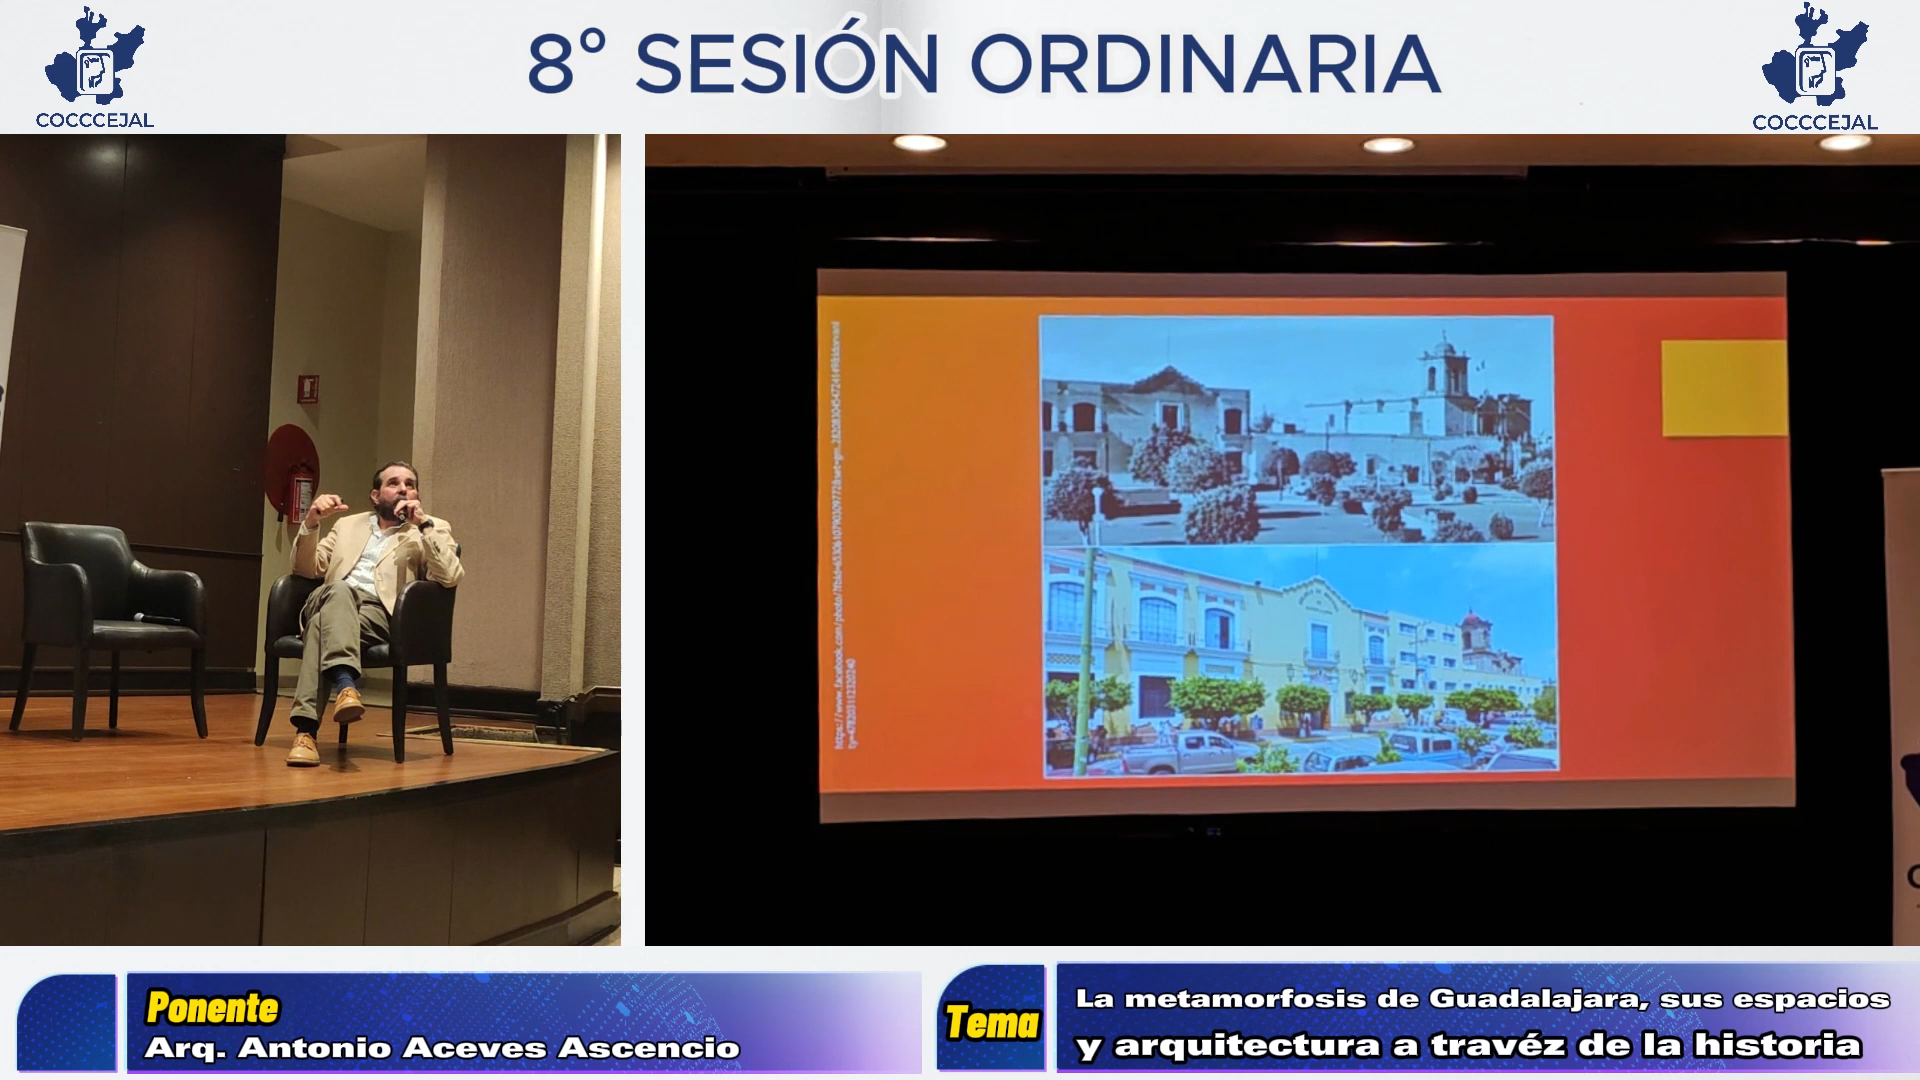 8° SESIÓN ORDINARIA
COCCCEJAL
COCCCEJAL
Ponente
Arq. Antonio Aceves Ascencio
Tema
La metamorfosis de Guadalajara, sus espacios
y arquitectura a travéz de la historia